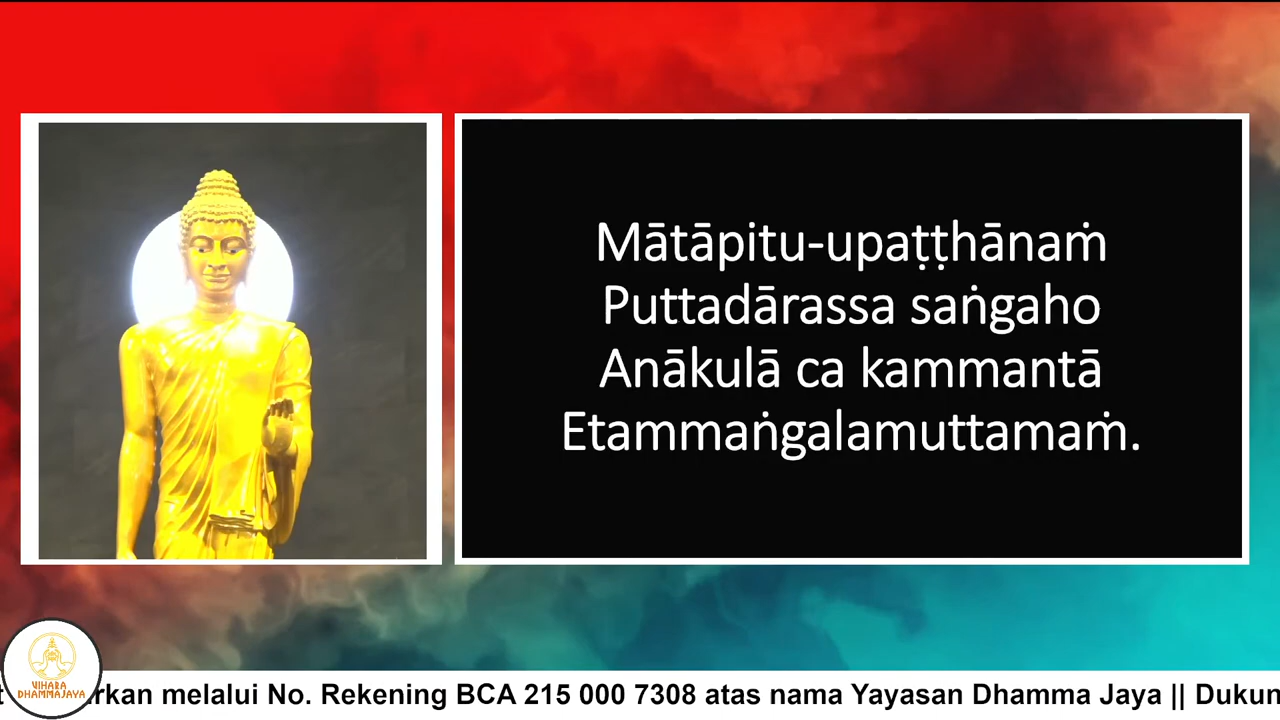 Mātāpitu-upaṭṭhānaṁ
Puttadārassa saṅgaho
Anākulā ca kammantā
Etammaṅgalamuttamaṁ.
VIHARA
DHAMMAJAYA
rkan melalui No. Rekening BCA 215 000 7308 atas nama Yayasan Dhamma Jaya || Dukun